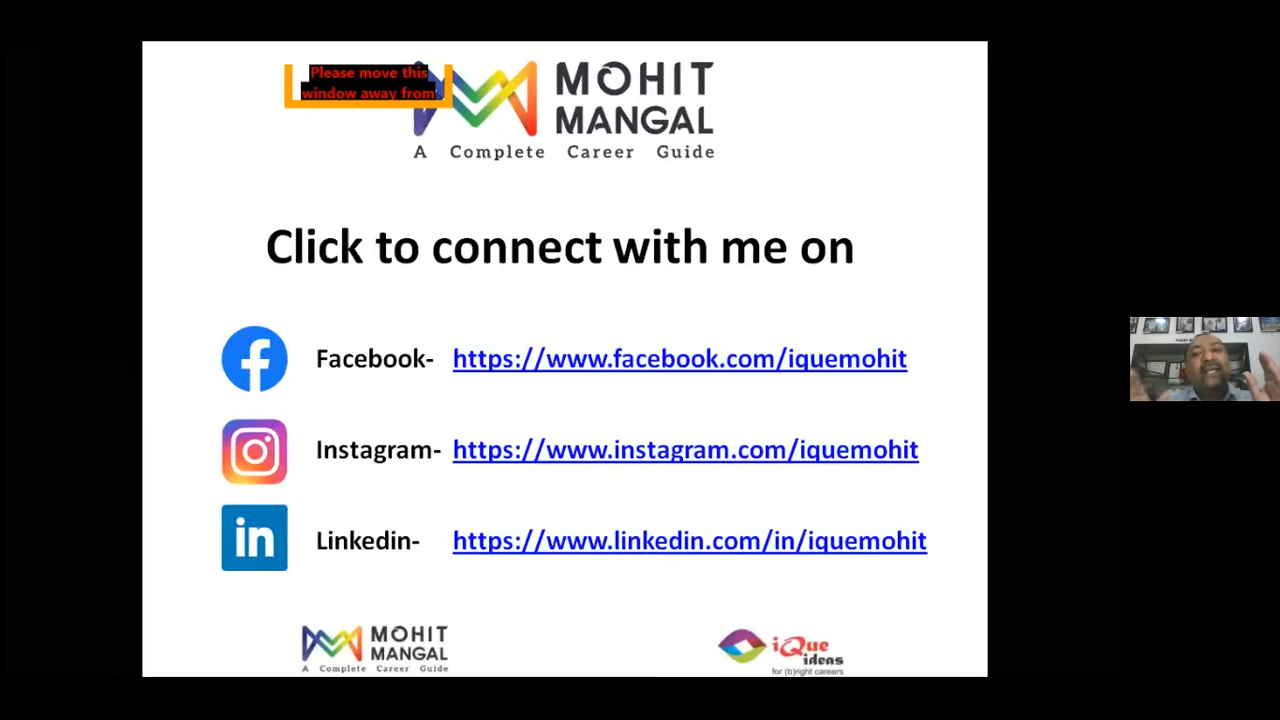 Please move this
window away from
MOHIT
MANGAL
A Complete Career Guide
Click to connect with me on
Facebook- https://www.facebook.com/iquemohit
Instagram- https://www.instagram.com/iquemohit
Linkedin- https://www.linkedin.com/in/iquemohit
in
MOHIT
MANGAL
A Complete Career Guide
iQue
ideas
for (b)right careers